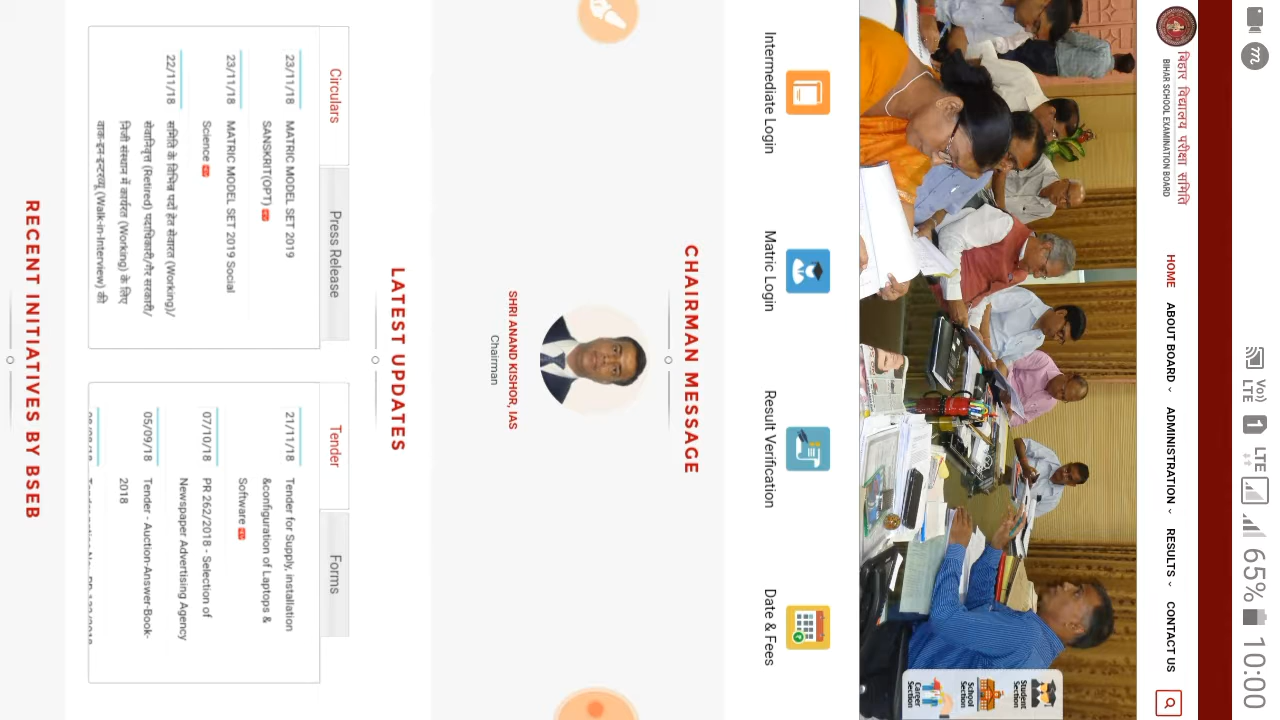 Vo))
LTE
1
LTE
65%
10:00
बिहार विद्यालय परीक्षा समिति
BIHAR SCHOOL EXAMINATION BOARD
HOME
ABOUT BOARD
ADMINISTRATION
RESULTS
CONTACT US
Student
Section
School
Section
Career
Section
Intermediate Login
Matric Login
Result Verification
Date & Fees
CHAIRMAN MESSAGE
SHRI ANAND KISHOR, IAS
Chairman
LATEST UPDATES
Circulars
Press Release
23/11/18
MATRIC MODEL SET 2019
SANSKRIT(OPT)
23/11/18
MATRIC MODEL SET 2019 Social
Science
22/11/18
समिति के विभिन्न पदों हेतु सेवारत (Working)/
सेवानिवृत्त (Retired) पदाधिकारी/गैर सरकारी/
निजी संस्थान में कार्यरत (Working) के लिए
वाक-इन-इन्टरव्यू (Walk-in-Interview) की
Tender
Forms
21/11/18
Tender for Supply, installation
&configuration of Laptops &
Software
07/10/18
PR 262/2018 - Selection of
Newspaper Advertising Agency
05/09/18
Tender - Auction-Answer-Book-
2018
RECENT INITIATIVES BY BSEB